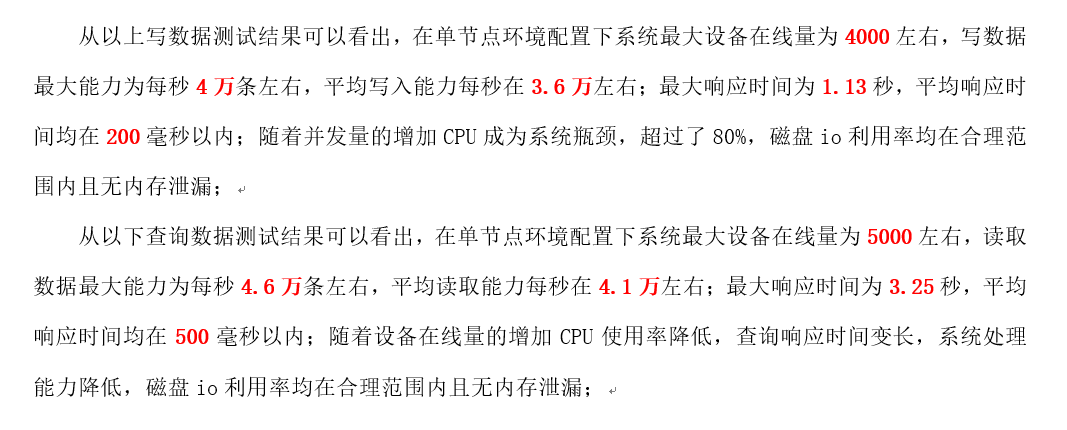 从以上写数据测试结果可以看出，在单节点环境配置下系统最大设备在线量为 4000 左右，写数据
最大能力为每秒 4 万条左右，平均写入能力每秒在 3.6 万左右；最大响应时间为 1.13 秒，平均响应时
间均在 200 毫秒以内；随着并发量的增加 CPU 成为系统瓶颈，超过了 80%，磁盘 io 利用率均在合理范
围内且无内存泄漏；
从以下查询数据测试结果可以看出，在单节点环境配置下系统最大设备在线量为 5000 左右，读取
数据最大能力为每秒 4.6 万条左右，平均读取能力每秒在 4.1 万左右；最大响应时间为 3.25 秒，平均
响应时间均在 500 毫秒以内；随着设备在线量的增加 CPU 使用率降低，查询响应时间变长，系统处理
能力降低，磁盘 io 利用率均在合理范围内且无内存泄漏；